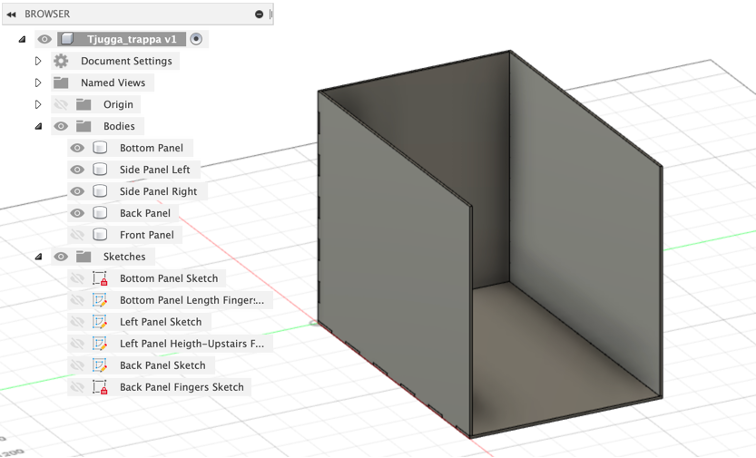 BROWSER
Tjugga_trappa v1
Document Settings
Named Views
Origin
Bodies
Bottom Panel
Side Panel Left
Side Panel Right
Back Panel
Front Panel
Sketches
Bottom Panel Sketch
Bottom Panel Length Fingers...
Left Panel Sketch
Left Panel Heigth-Upstairs F...
Back Panel Sketch
Back Panel Fingers Sketch
200